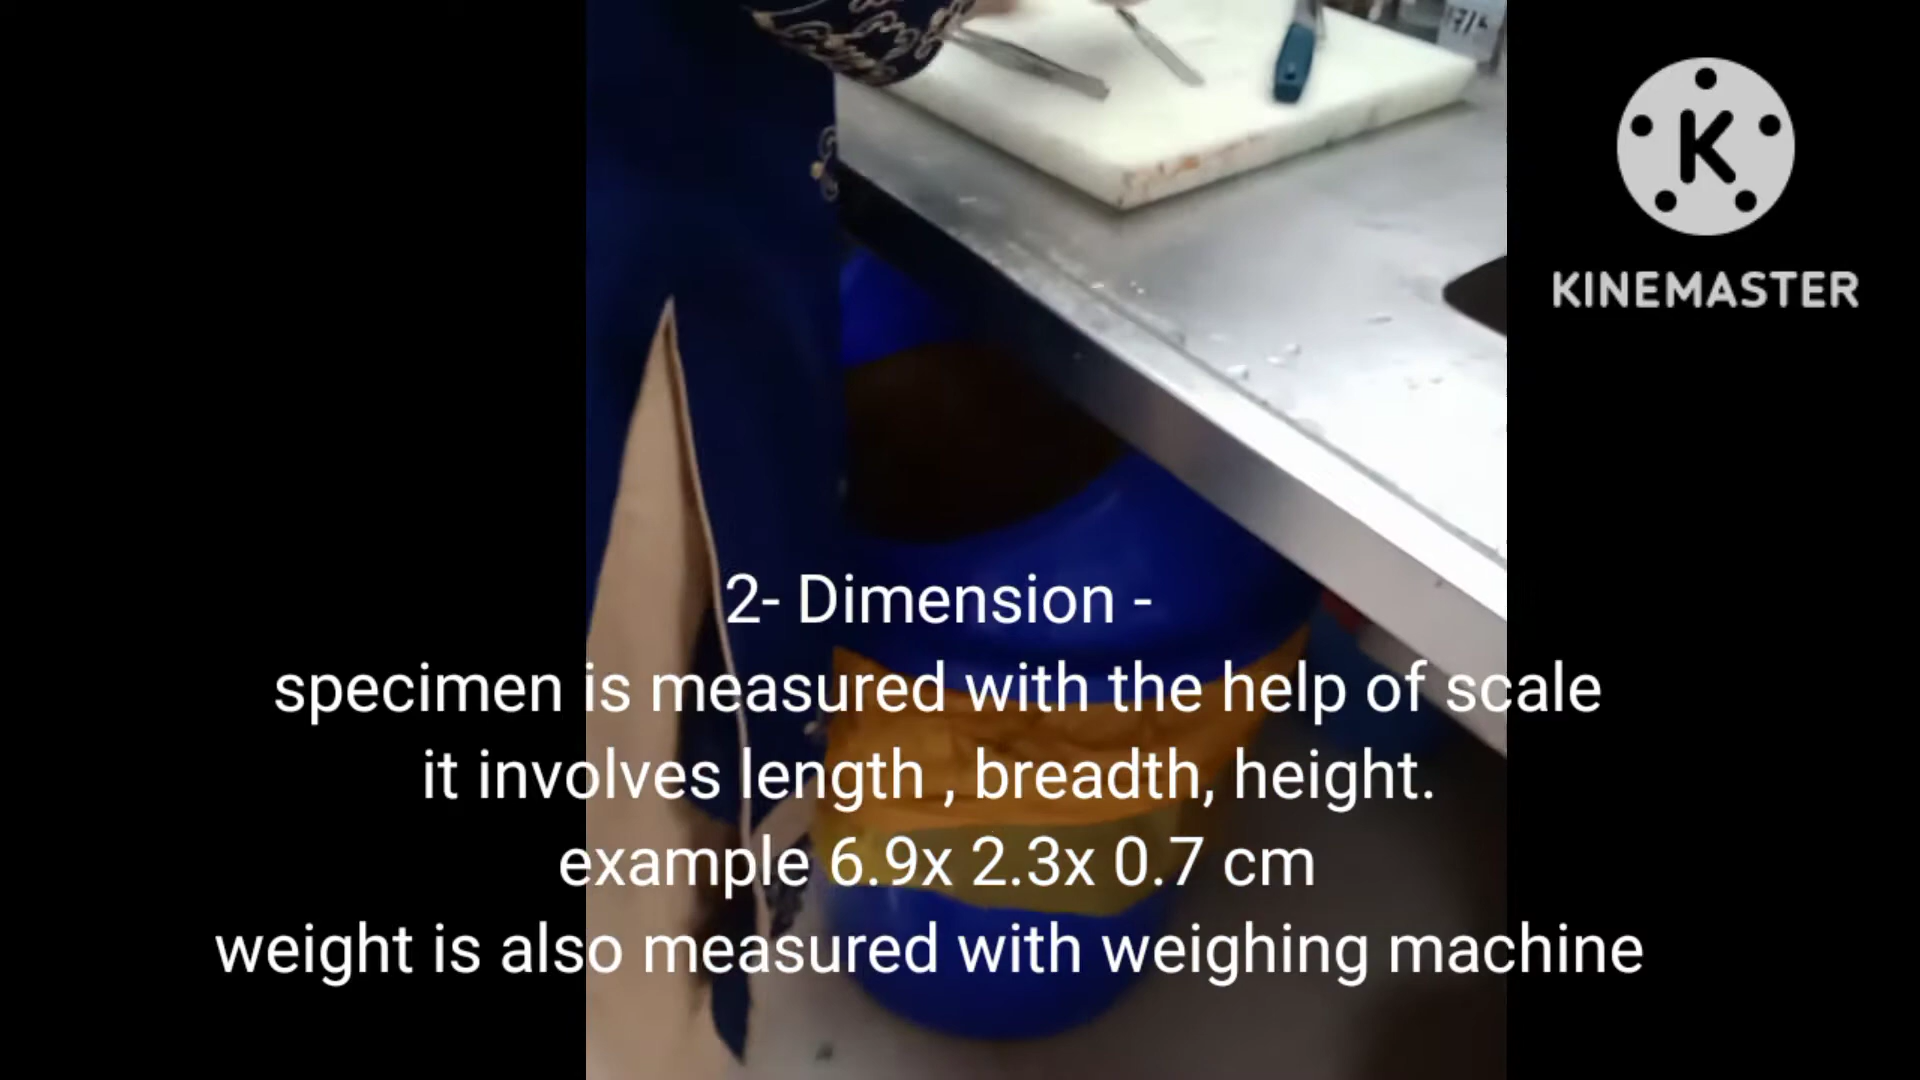 K
KINEMASTER
2- Dimension -
specimen is measured with the help of scale
it involves length , breadth, height.
example 6.9x 2.3x 0.7 cm
weight is also measured with weighing machine